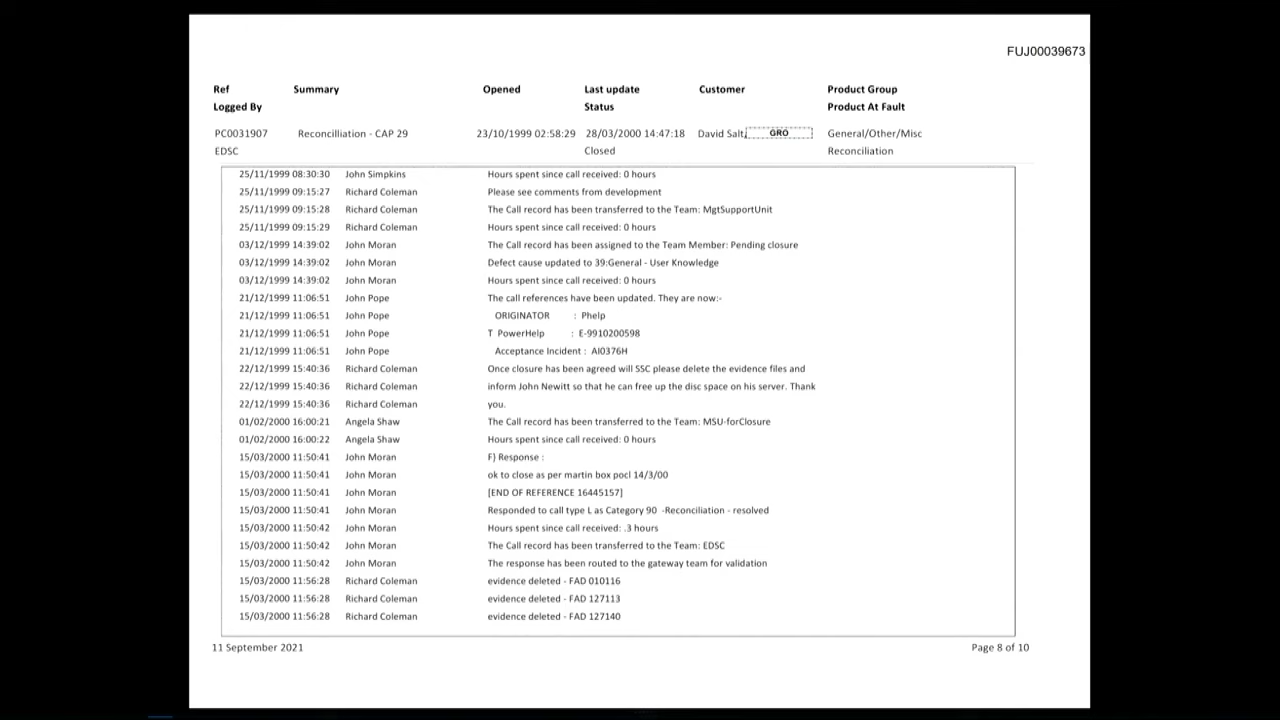 FUJ00039673
Ref Summary Opened Last update Customer Product Group
Logged By Status Product At Fault
PC0031907 Reconcilliation - CAP 29 23/10/1999 02:58:29 28/03/2000 14:47:18 David Salt GRO General/Other/Misc
EDSC Closed Reconciliation
25/11/1999 08:30:30 John Simpkins Hours spent since call received: 0 hours
25/11/1999 09:15:27 Richard Coleman Please see comments from development
25/11/1999 09:15:28 Richard Coleman The Call record has been transferred to the Team: MgtSupportUnit
25/11/1999 09:15:29 Richard Coleman Hours spent since call received: 0 hours
03/12/1999 14:39:02 John Moran The Call record has been assigned to the Team Member: Pending closure
03/12/1999 14:39:02 John Moran Defect cause updated to 39:General - User Knowledge
03/12/1999 14:39:02 John Moran Hours spent since call received: 0 hours
21/12/1999 11:06:51 John Pope The call references have been updated. They are now:-
21/12/1999 11:06:51 John Pope ORIGINATOR : Phelp
21/12/1999 11:06:51 John Pope T PowerHelp : E-9910200598
21/12/1999 11:06:51 John Pope Acceptance Incident : AI0376H
22/12/1999 15:40:36 Richard Coleman Once closure has been agreed will SSC please delete the evidence files and
22/12/1999 15:40:36 Richard Coleman inform John Newitt so that he can free up the disc space on his server. Thank
22/12/1999 15:40:36 Richard Coleman you.
01/02/2000 16:00:21 Angela Shaw The Call record has been transferred to the Team: MSU-forClosure
01/02/2000 16:00:22 Angela Shaw Hours spent since call received: 0 hours
15/03/2000 11:50:41 John Moran F} Response :
15/03/2000 11:50:41 John Moran ok to close as per martin box pocl 14/3/00
15/03/2000 11:50:41 John Moran [END OF REFERENCE 16445157]
15/03/2000 11:50:41 John Moran Responded to call type L as Category 90 -Reconciliation - resolved
15/03/2000 11:50:42 John Moran Hours spent since call received: .3 hours
15/03/2000 11:50:42 John Moran The Call record has been transferred to the Team: EDSC
15/03/2000 11:50:42 John Moran The response has been routed to the gateway team for validation
15/03/2000 11:56:28 Richard Coleman evidence deleted - FAD 010116
15/03/2000 11:56:28 Richard Coleman evidence deleted - FAD 127113
15/03/2000 11:56:28 Richard Coleman evidence deleted - FAD 127140
11 September 2021 Page 8 of 10